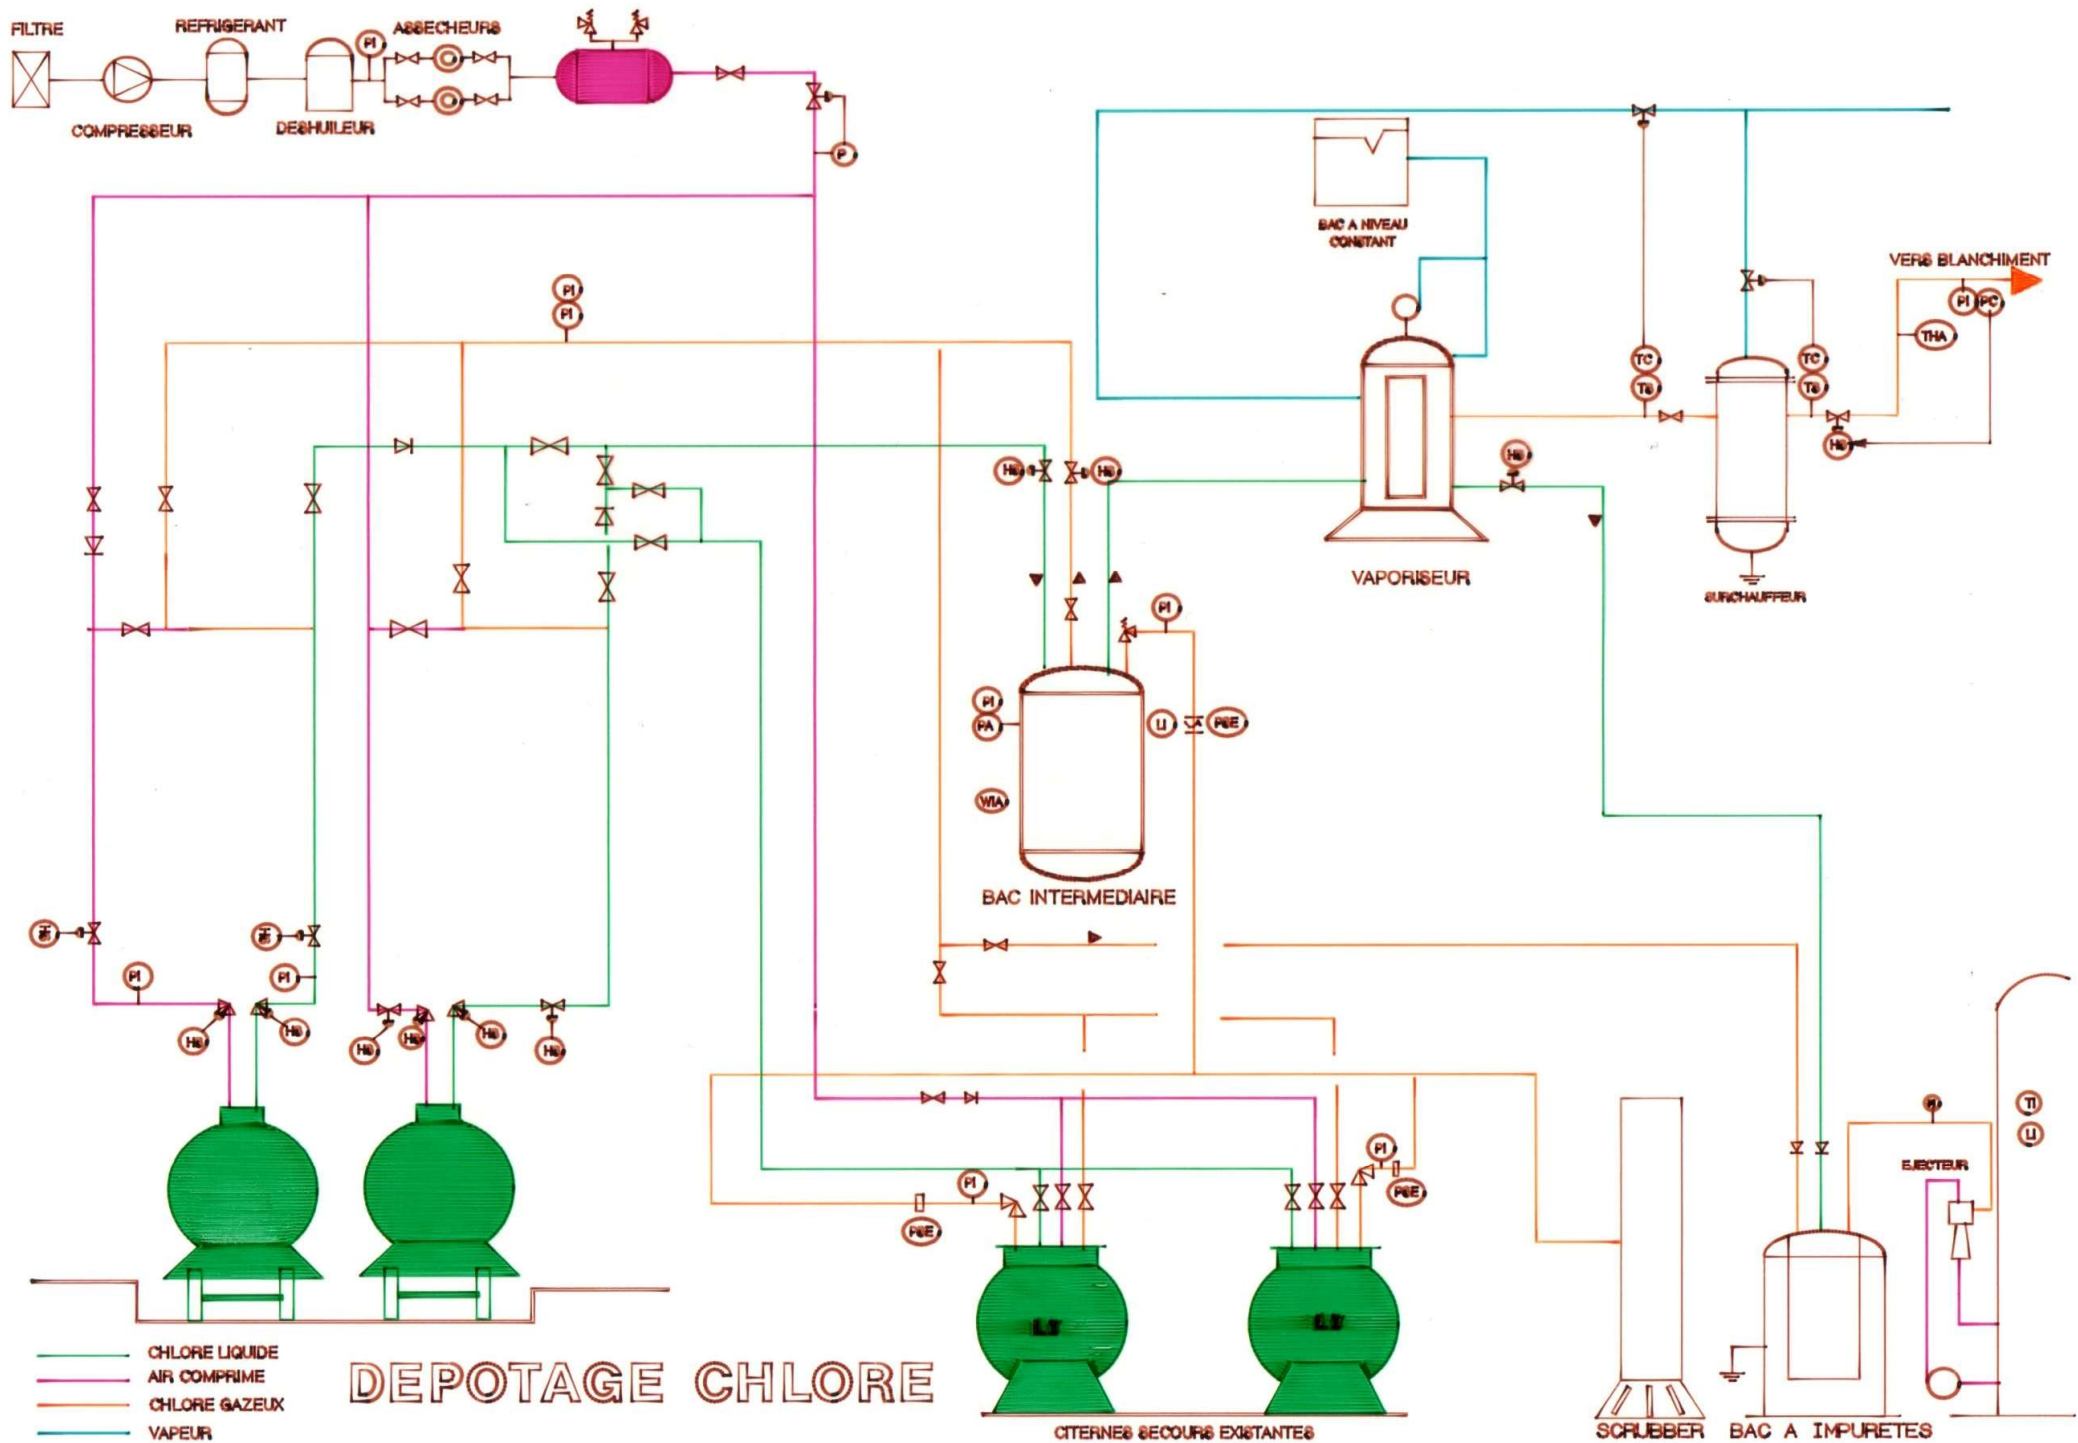 FILTRE
REFRIGERANT
ASSECHEURS
PI
COMPRESSEUR
DESHUILEUR
P
BAC A NIVEAU
CONSTANT
VERS BLANCHIMENT
PI
PC
THA
PI
PI
TC
TC
HS
HS
HS
HS
VAPORISEUR
SURCHAUFFEUR
PI
PI
PA
LI
PSE
WIA
BAC INTERMEDIAIRE
PI
PI
HS
HS
HS
HS
HS
HS
TI
LI
PI
PI
PSE
PSE
EJECTEUR
CHLORE LIQUIDE
AIR COMPRIME
CHLORE GAZEUX
VAPEUR
DEPOTAGE CHLORE
CITERNES SECOURS EXISTANTES
SCRUBBER
BAC A IMPURETES